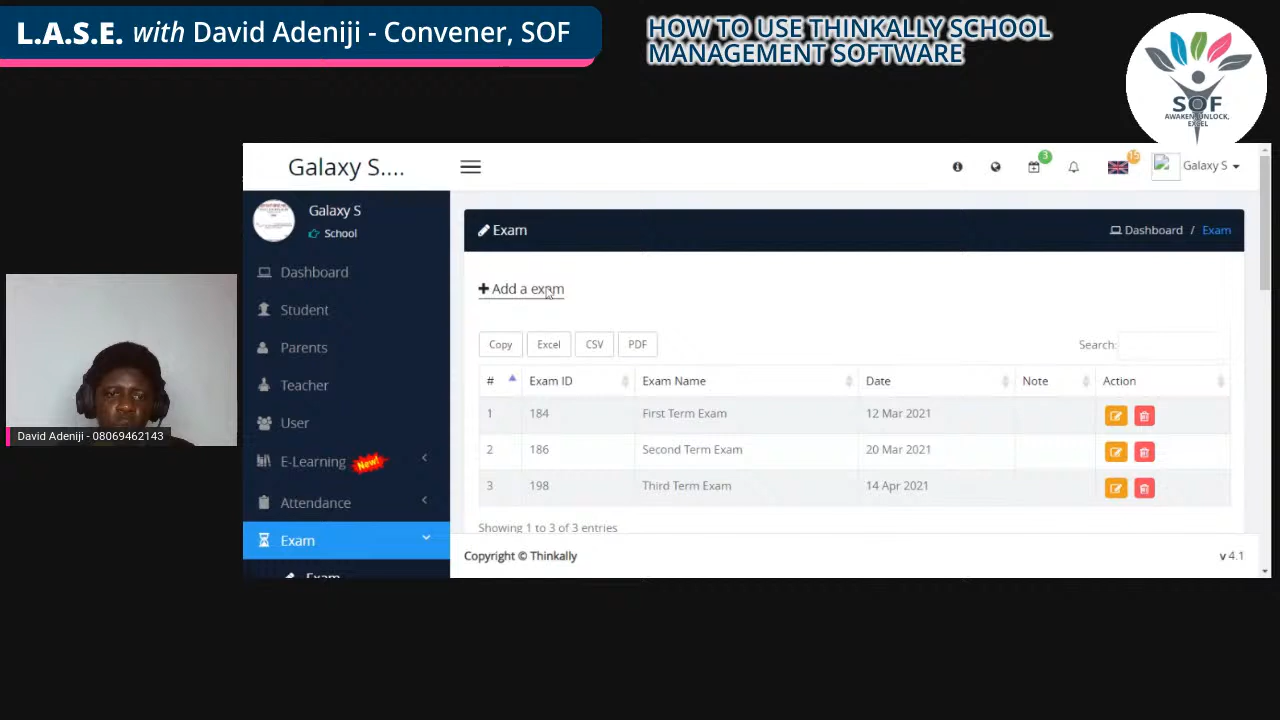 L.A.S.E. with David Adeniji - Convener, SOF
HOW TO USE THINKALLY SCHOOL
MANAGEMENT SOFTWARE
SOF
AWAKEN, UNLOCK,
EXCEL
Galaxy S....
3
15
Galaxy S
Galaxy S
School
Exam
Dashboard / Exam
Dashboard
Student
Parents
Teacher
User
E-Learning New!
Attendance
Exam
Exam
+ Add a exam
Copy Excel CSV PDF
Search:
# Exam ID Exam Name Date Note Action
1 184 First Term Exam 12 Mar 2021
2 186 Second Term Exam 20 Mar 2021
3 198 Third Term Exam 14 Apr 2021
Showing 1 to 3 of 3 entries
Copyright © Thinkally
v 4.1
David Adeniji - 08069462143